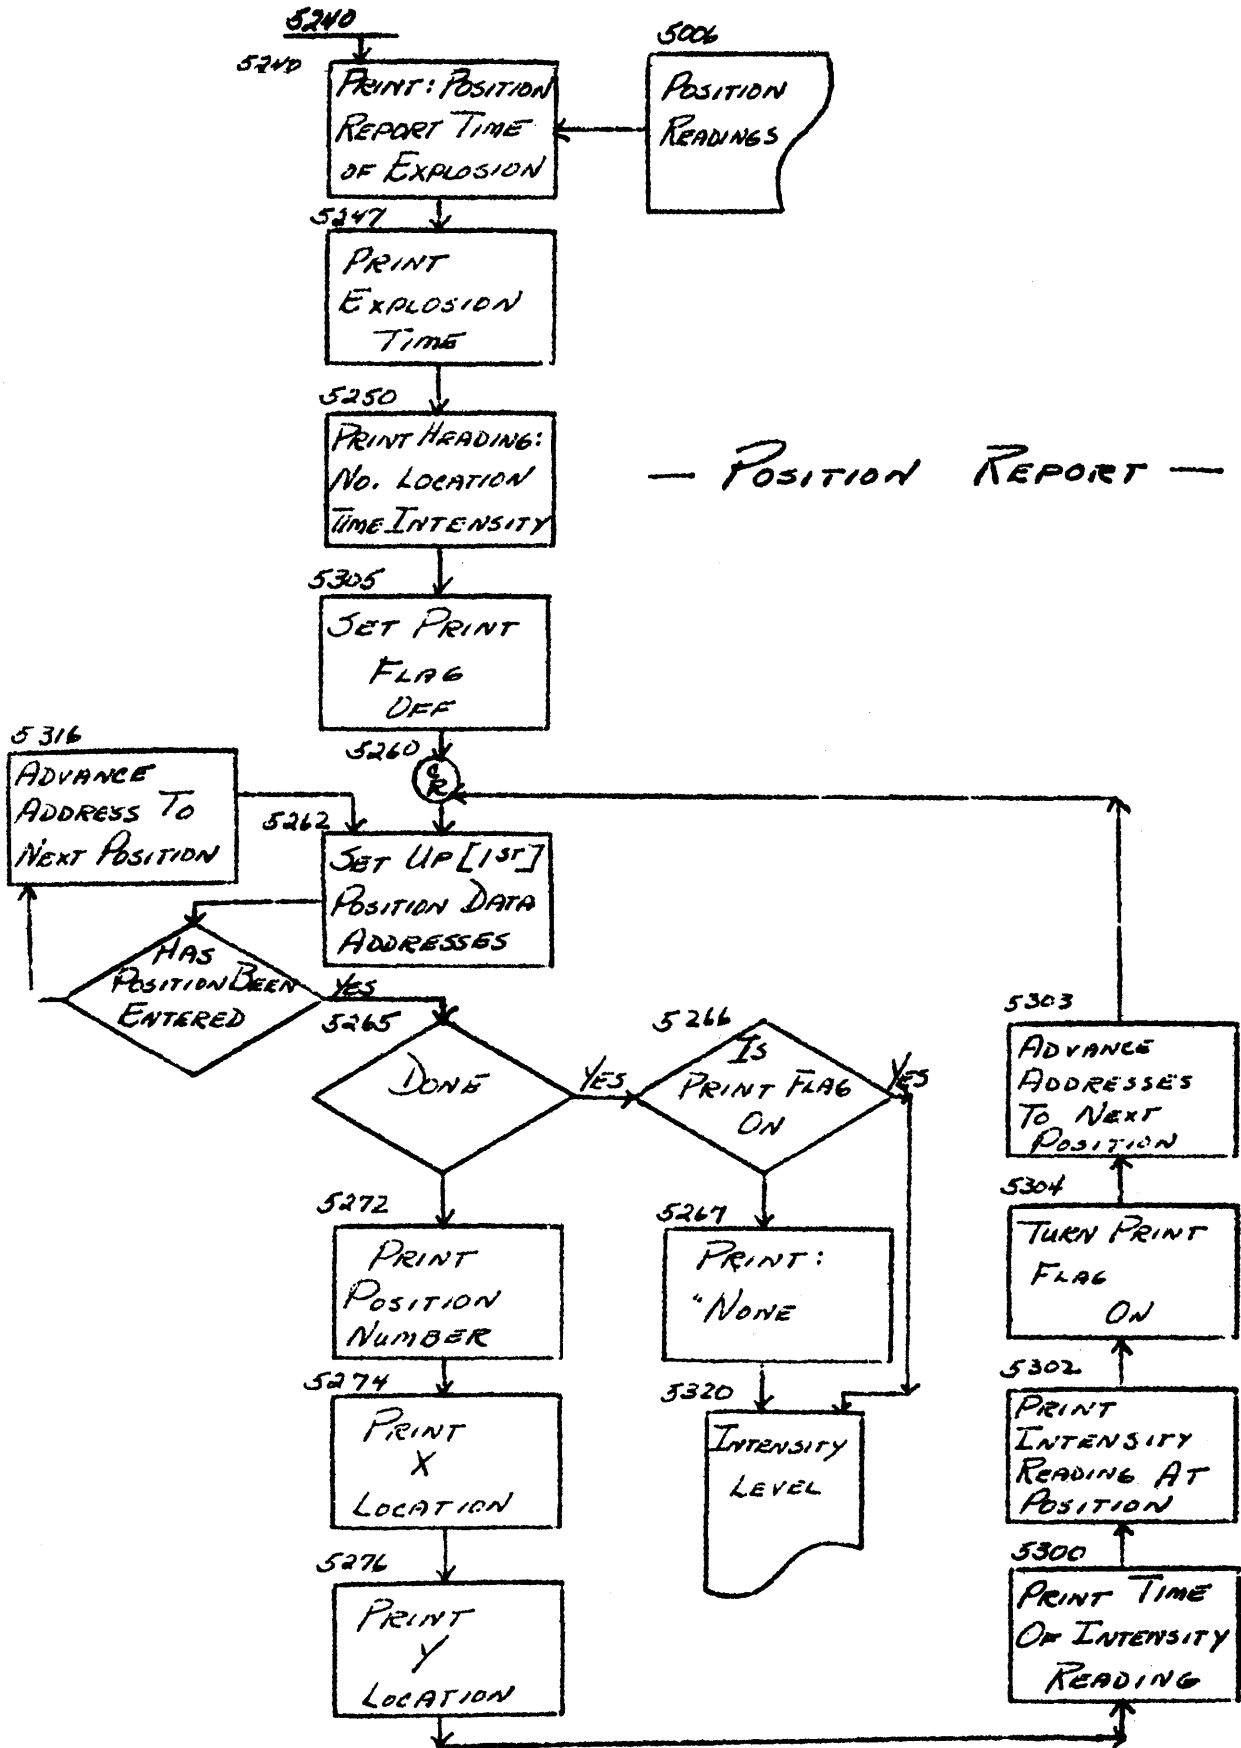 5240
5240
PRINT: POSITION
REPORT TIME
OF EXPLOSION
5006
POSITION
READINGS
5247
PRINT
EXPLOSION
TIME
5250
PRINT HEADING:
NO. LOCATION
TIME INTENSITY
— POSITION REPORT —
5305
SET PRINT
FLAG
OFF
5260
CR
5316
ADVANCE
ADDRESS TO
NEXT POSITION
5262
SET UP [1ST]
POSITION DATA
ADDRESSES
HAS
POSITION BEEN
ENTERED
YES
5265
DONE
YES
5266
IS
PRINT FLAG
ON
YES
5272
PRINT
POSITION
NUMBER
5267
PRINT:
"NONE
5274
PRINT
X
LOCATION
5320
INTENSITY
LEVEL
5276
PRINT
Y
LOCATION
5303
ADVANCE
ADDRESSES
TO NEXT
POSITION
5304
TURN PRINT
FLAG
ON
5302
PRINT
INTENSITY
READING AT
POSITION
5300
PRINT TIME
OF INTENSITY
READING